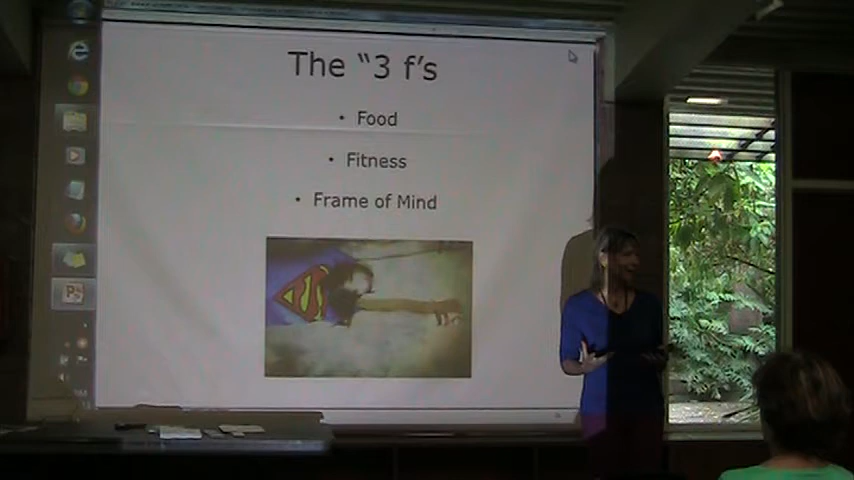 The “3 f’s
• Food
• Fitness
• Frame of Mind